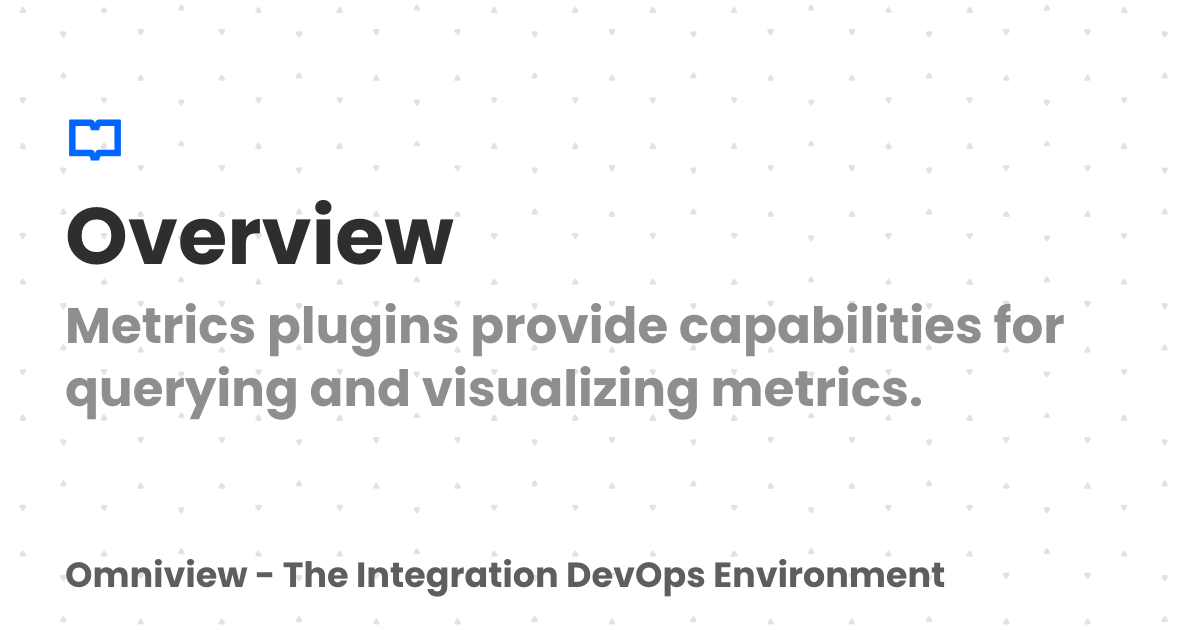 Overview
Metrics plugins provide capabilities for
querying and visualizing metrics.
Omniview - The Integration DevOps Environment